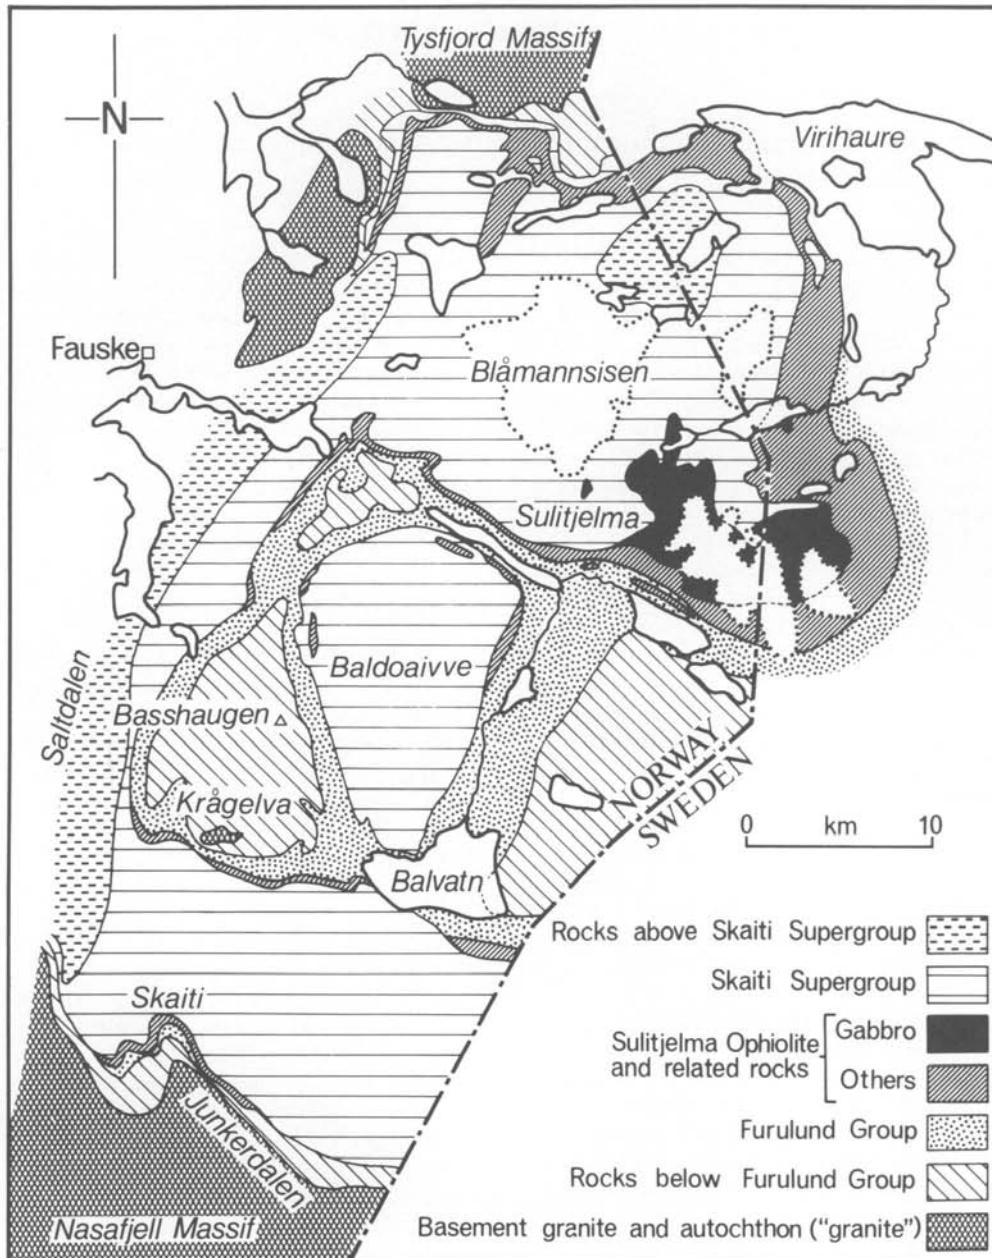 Tysfjord Massif
N
Virihaure
Fauske
Blåmannsisen
Sulitjelma
Saltdalen
Baldoaivve
Basshaugen
Krågelva
NORWAY
SWEDEN
0 km 10
Balvatn
Rocks above Skaiti Supergroup
Skaiti Supergroup
Skaiti
Sulitjelma Ophiolite and related rocks
Gabbro
Others
Furulund Group
Junkerdalen
Rocks below Furulund Group
Nasafjell Massif
Basement granite and autochthon ("granite")